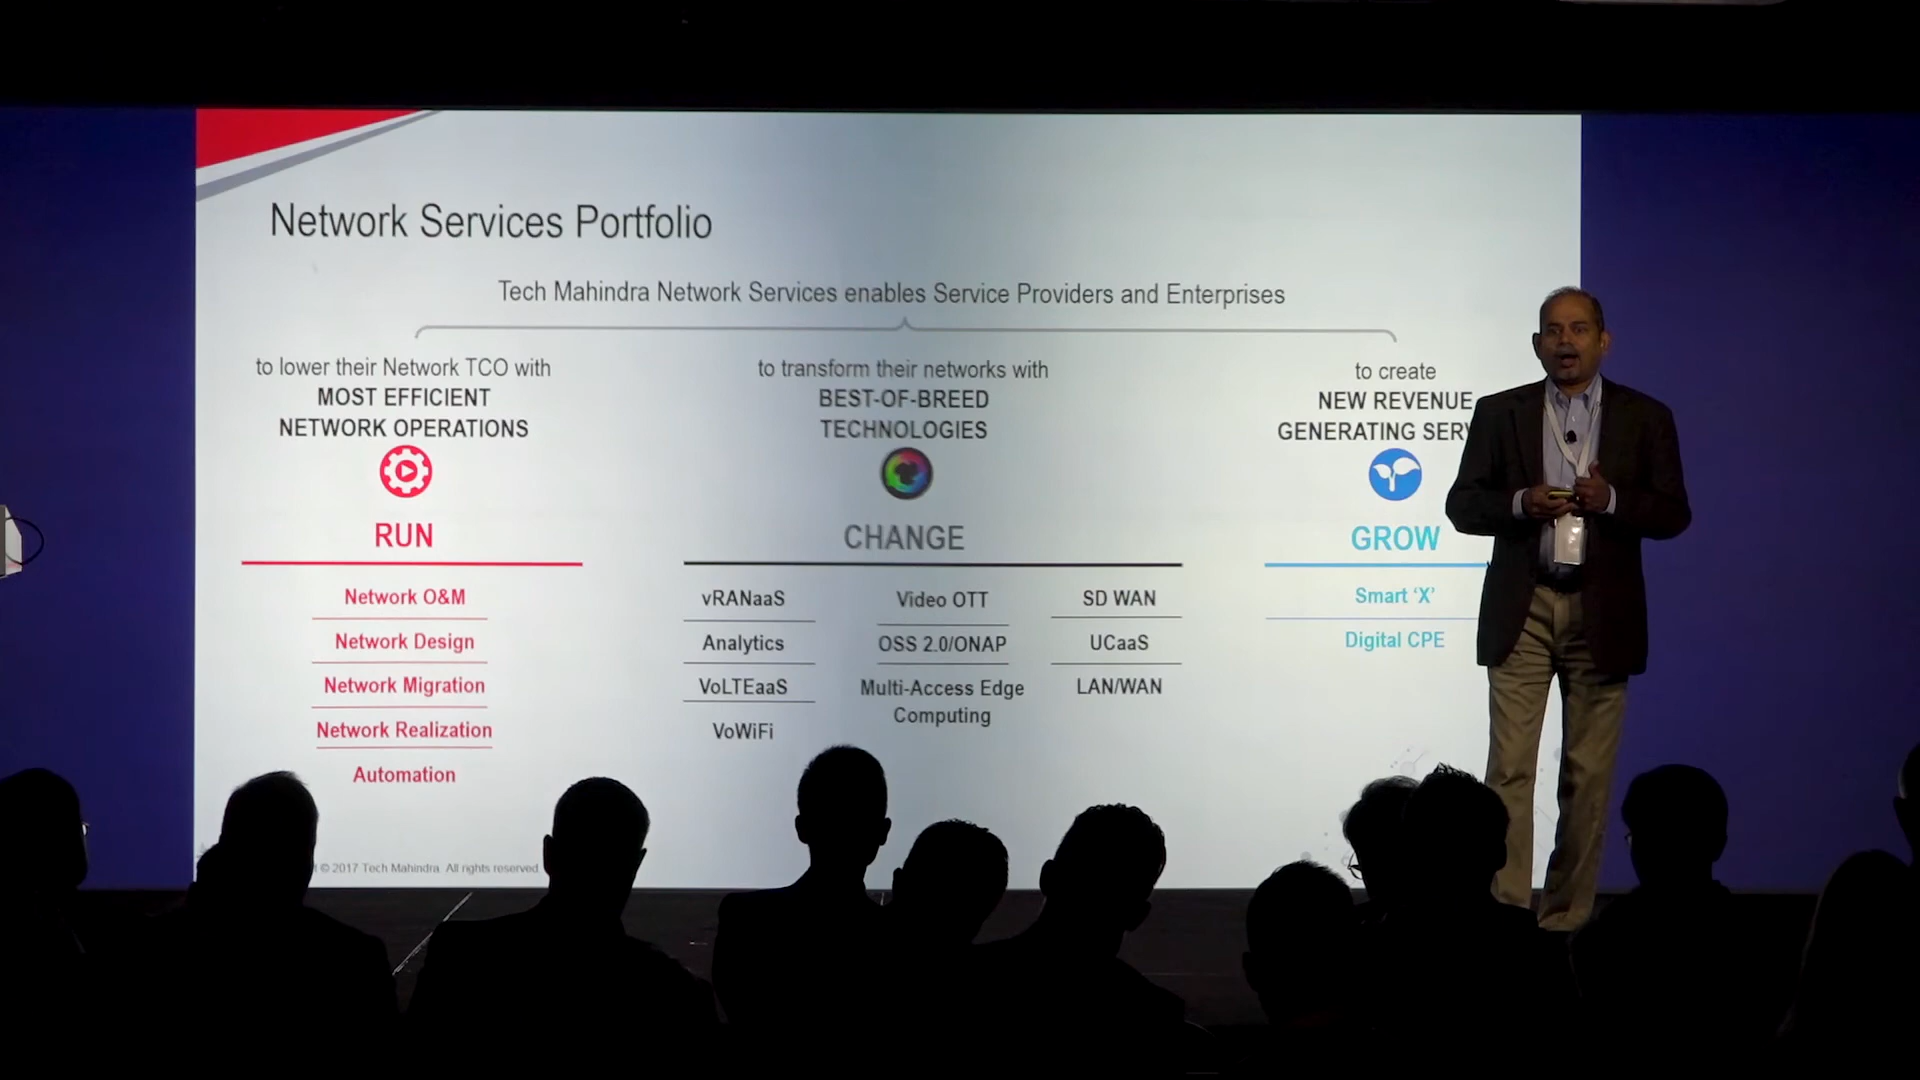 Network Services Portfolio
Tech Mahindra Network Services enables Service Providers and Enterprises
to lower their Network TCO with
MOST EFFICIENT
NETWORK OPERATIONS
RUN
Network O&M
Network Design
Network Migration
Network Realization
Automation
to transform their networks with
BEST-OF-BREED
TECHNOLOGIES
CHANGE
vRANaaS
Analytics
VoLTEaaS
VoWiFi
Video OTT
OSS 2.0/ONAP
Multi-Access Edge
Computing
SD WAN
UCaaS
LAN/WAN
to create
NEW REVENUE
GENERATING
GROW
Smart ‘X’
Digital CPE
© 2017 Tech Mahindra. All rights reserved